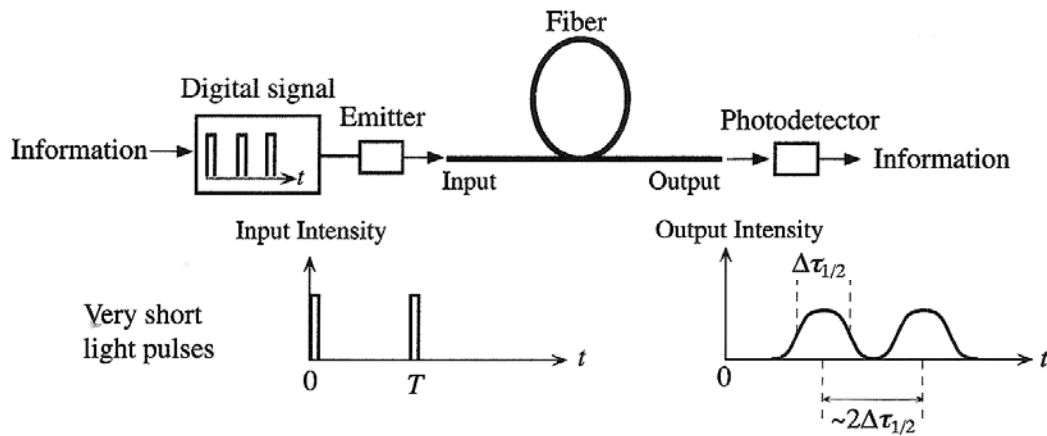 Fiber
Digital signal
Emitter
Photodetector
Information
t
Information
Input
Output
Input Intensity
Output Intensity
Δτ1/2
Very short
light pulses
t
t
0
T
0
~2Δτ1/2